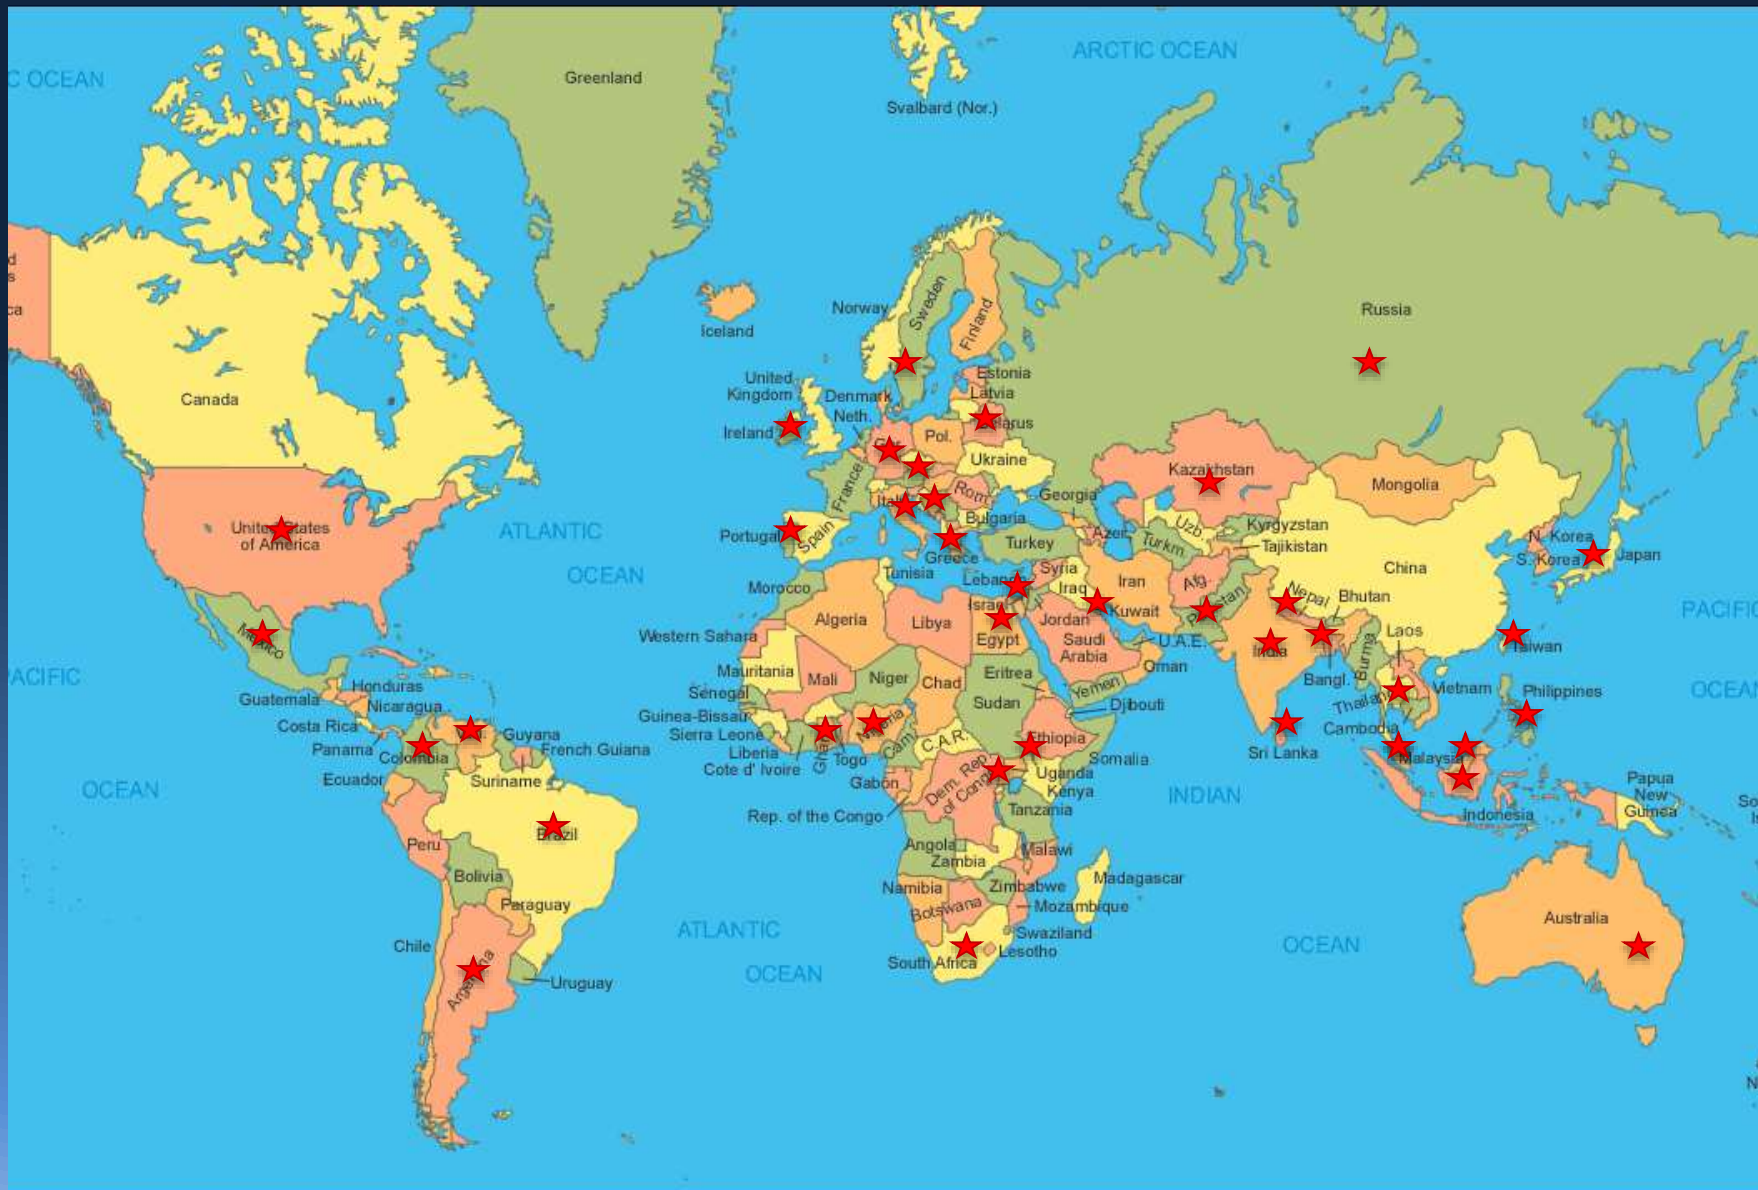 C OCEAN
Greenland
ARCTIC OCEAN
Svalbard (Nor.)
Canada
Iceland
Norway
Sweden
Finland
Russia
Estonia
Latvia
United
Kingdom
Denmark
Neth.
Ireland
Pol.
Ukraine
France
Rom.
Bulgaria
Georgia
Kazakhstan
Mongolia
United States
of America
ATLANTIC
OCEAN
Portugal
Spain
Greece
Turkey
Azer.
Uzb.
Turkm.
Kyrgyzstan
Tajikistan
China
N. Korea
S. Korea
Japan
Morocco
Tunisia
Syria
Iraq
Iran
Afg.
Nepal
Bhutan
Algeria
Libya
Egypt
Jordan
Kuwait
Saudi
Arabia
U.A.E.
Oman
Yemen
India
Bangl.
Burma
Laos
Vietnam
Taiwan
PACIFIC
OCEAN
Western Sahara
Mauritania
Mali
Niger
Chad
Sudan
Eritrea
Djibouti
Sénégal
Guinea-Bissau
Sierra Leone
Liberia
Cote d' Ivoire
Togo
Cam.
C.A.R.
Ethiopia
Somalia
Mexico
Guatemala
Honduras
Nicaragua
Costa Rica
Panama
Colombia
Guyana
French Guiana
Suriname
Ecuador
PACIFIC
OCEAN
Gabon
Rep. of the Congo
Dem. Rep.
of Congo
Uganda
Kenya
Tanzania
INDIAN
OCEAN
Sri Lanka
Thailand
Cambodia
Philippines
Indonesia
Papua
New
Guinea
Peru
Brazil
Bolivia
Paraguay
Chile
Uruguay
ATLANTIC
OCEAN
Angola
Zambia
Malawi
Namibia
Botswana
Zimbabwe
Mozambique
Madagascar
Swaziland
Lesotho
South Africa
Australia